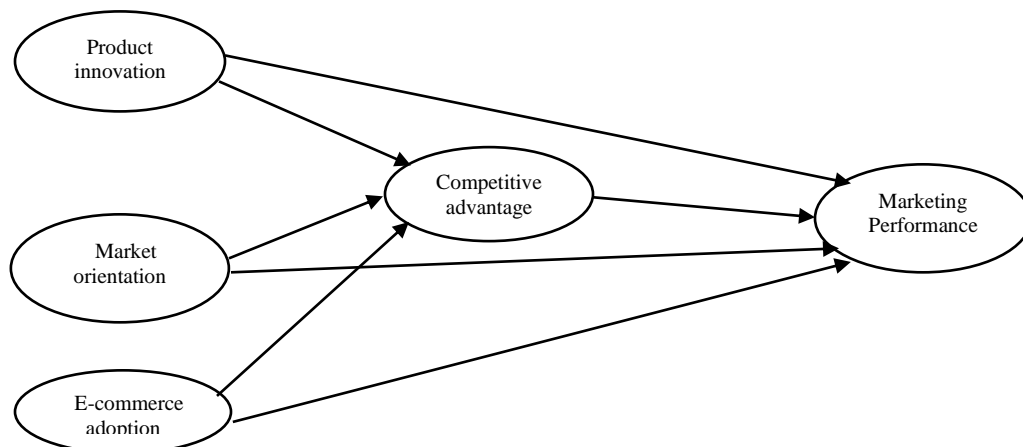 Product
innovation
Competitive
advantage
Marketing
Performance
Market
orientation
E-commerce
adoption